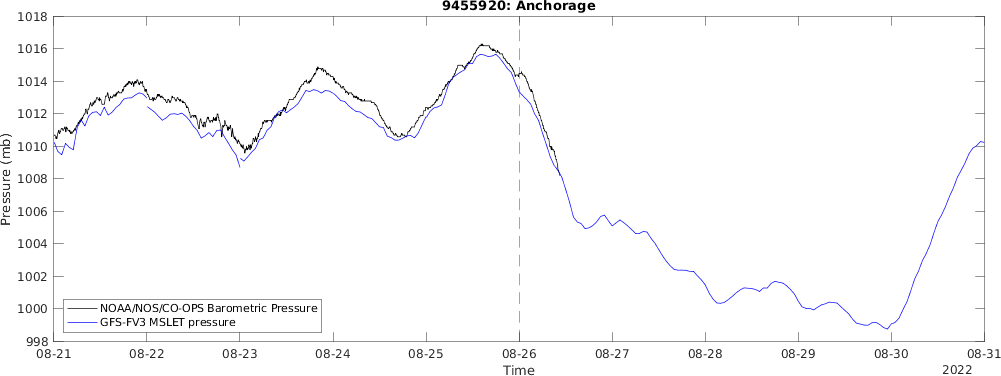 9455920: Anchorage
Pressure (mb)
1018
1016
1014
1012
1010
1008
1006
1004
1002
1000
998
NOAA/NOS/CO-OPS Barometric Pressure
GFS-FV3 MSLET pressure
08-21 08-22 08-23 08-24 08-25 08-26 08-27 08-28 08-29 08-30 08-31
Time
2022